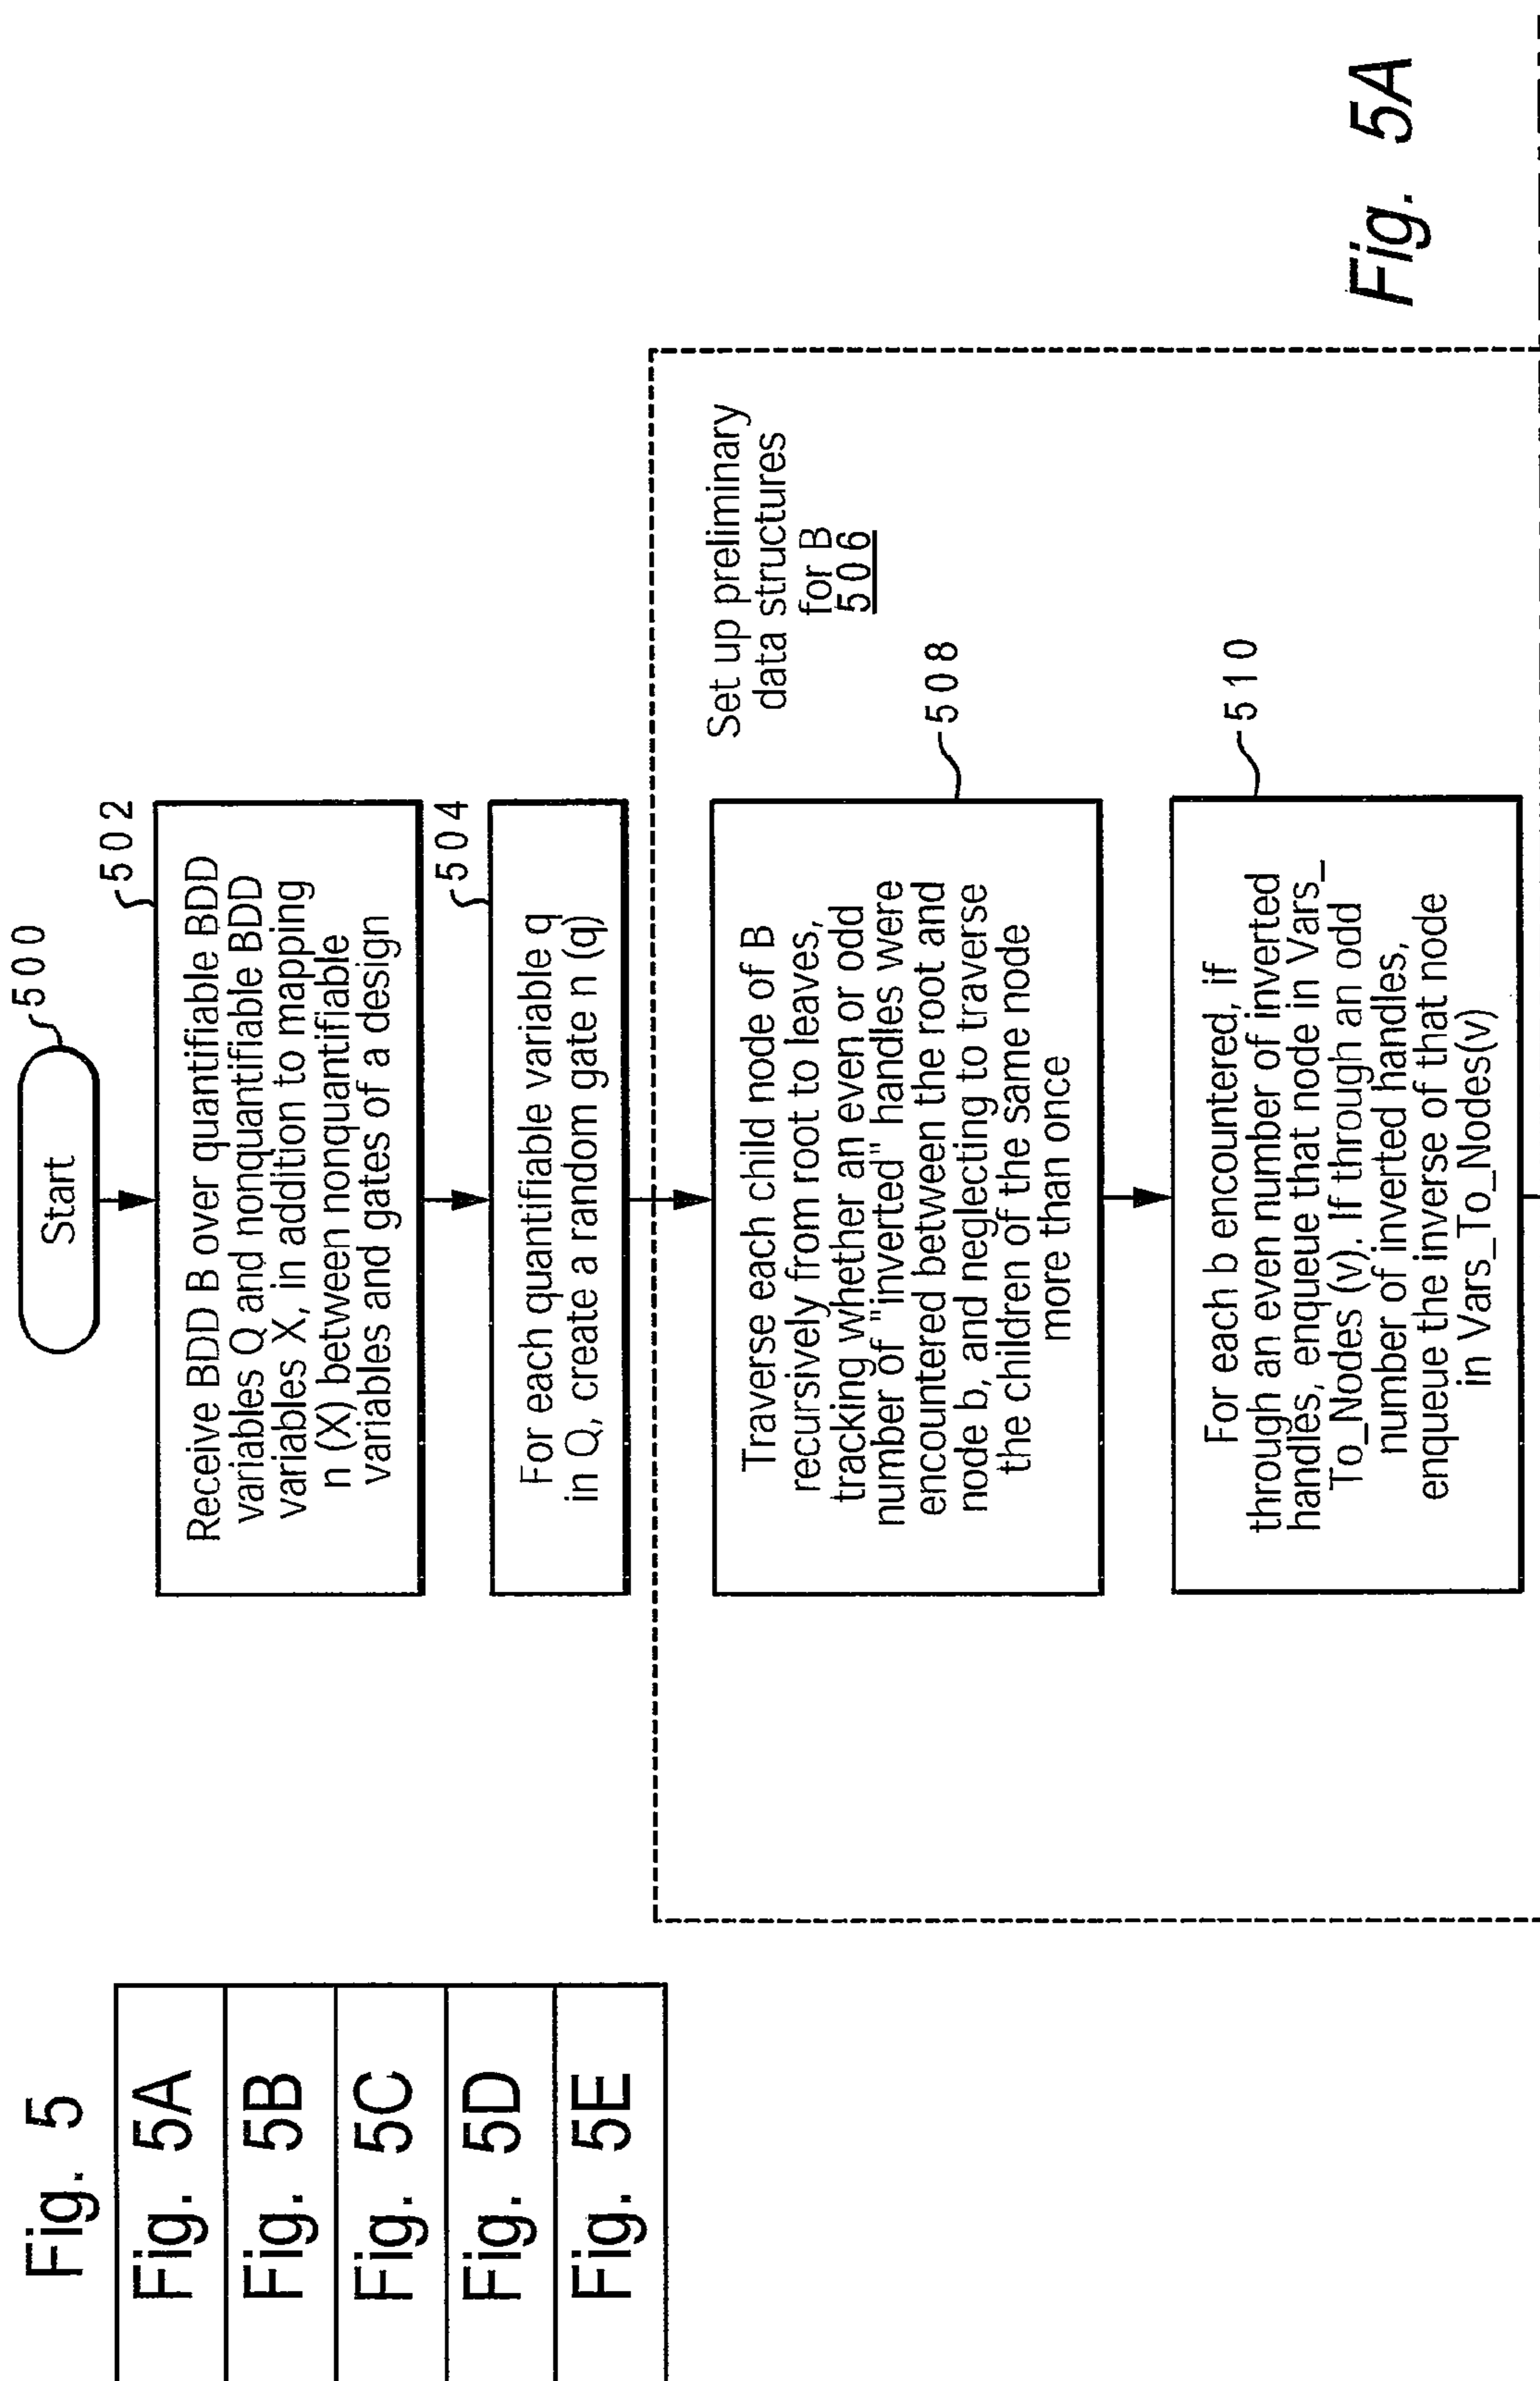 Fig. 5
Fig. 5A
Fig. 5B
Fig. 5C
Fig. 5D
Fig. 5E
Start
500
502
Receive BDD B over quantifiable BDD
variables Q and nonquantifiable BDD
variables X, in addition to mapping
n (X) between nonquantifiable
variables and gates of a design
504
For each quantifiable variable q
in Q, create a random gate n (q)
Set up preliminary
data structures
for B
506
508
Traverse each child node of B
recursively from root to leaves,
tracking whether an even or odd
number of "inverted" handles were
encountered between the root and
node b, and neglecting to traverse
the children of the same node
more than once
510
For each b encountered, if
through an even number of inverted
handles, enqueue that node in Vars_
To_Nodes (v). If through an odd
number of inverted handles,
enqueue the inverse of that node
in Vars_To_Nodes(v)
Fig. 5A